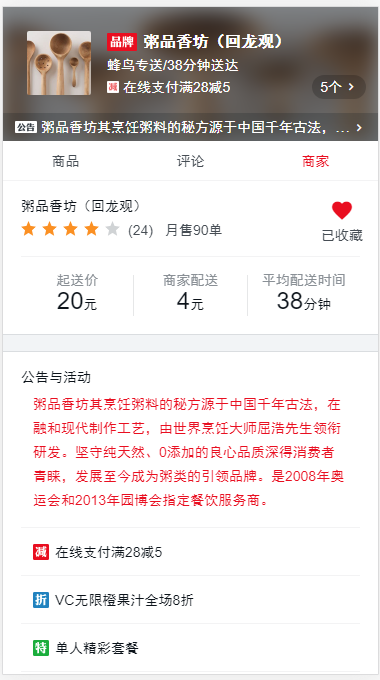 品牌 粥品香坊（回龙观）
蜂鸟专送/38分钟送达
减 在线支付满28减5 5个 >
公告 粥品香坊其烹饪粥料的秘方源于中国千年古法，... >
商品 评论 商家
粥品香坊（回龙观）
(24) 月售90单 已收藏
起送价 商家配送 平均配送时间
20元 4元 38分钟
公告与活动
粥品香坊其烹饪粥料的秘方源于中国千年古法，在
融和现代制作工艺，由世界烹饪大师屈浩先生领衔
研发。坚守纯天然、0添加的良心品质深得消费者
青睐，发展至今成为粥类的引领品牌。是2008年奥
运会和2013年园博会指定餐饮服务商。
减 在线支付满28减5
折 VC无限橙果汁全场8折
特 单人精彩套餐